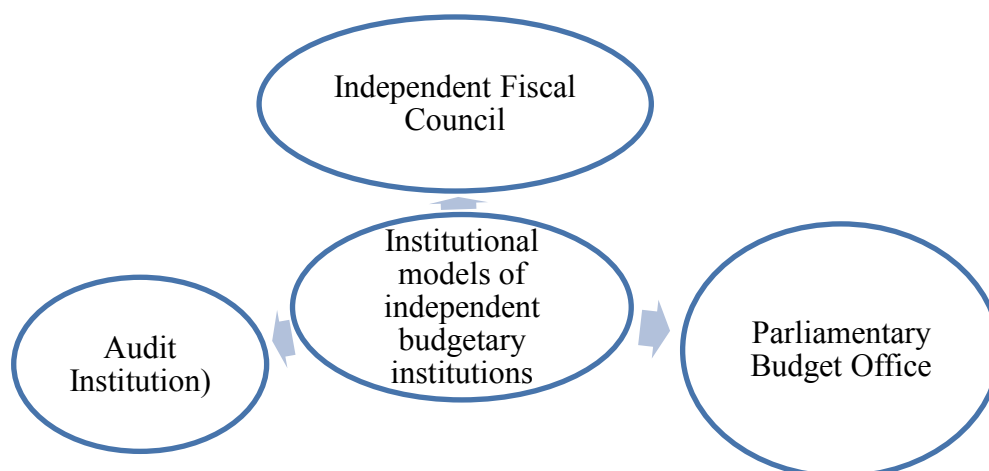 Independent Fiscal
Council
Institutional
models of
independent
budgetary
institutions
Audit
Institution)
Parliamentary
Budget Office